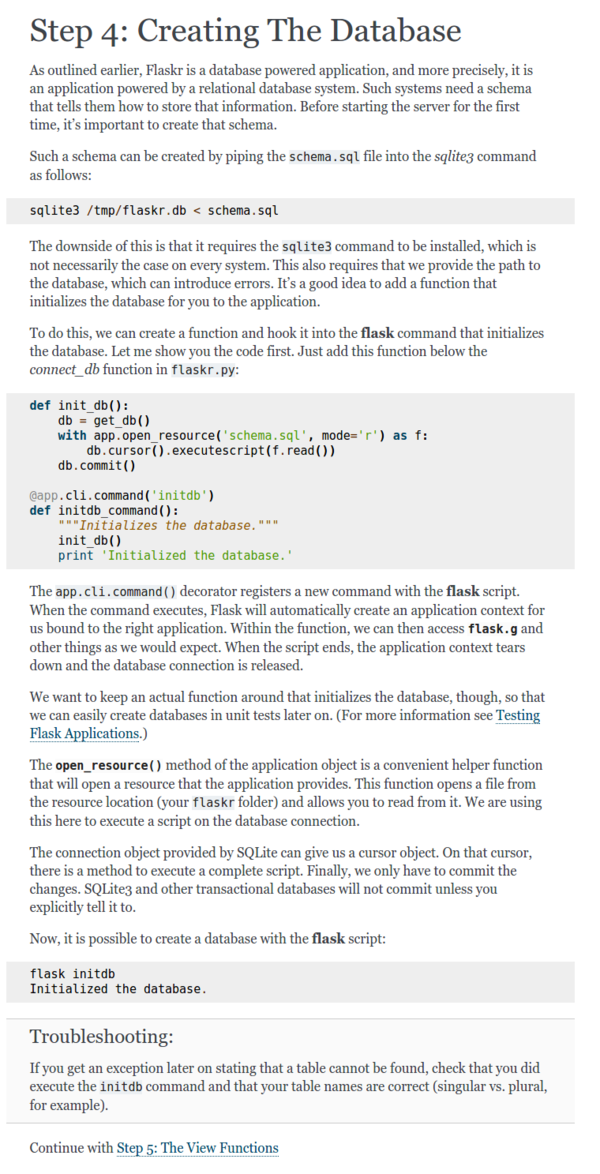 Step 4: Creating The Database
As outlined earlier, Flaskr is a database powered application, and more precisely, it is
an application powered by a relational database system. Such systems need a schema
that tells them how to store that information. Before starting the server for the first
time, it's important to create that schema.
Such a schema can be created by piping the schema.sql file into the sqlite3 command
as follows:
sqlite3 /tmp/flaskr.db < schema.sql
The downside of this is that it requires the sqlite3 command to be installed, which is
not necessarily the case on every system. This also requires that we provide the path to
the database, which can introduce errors. It's a good idea to add a function that
initializes the database for you to the application.
To do this, we can create a function and hook it into the flask command that initializes
the database. Let me show you the code first. Just add this function below the
connect_db function in flaskr.py:
def init_db():
    db = get_db()
    with app.open_resource('schema.sql', mode='r') as f:
        db.cursor().executescript(f.read())
    db.commit()
@app.cli.command('initdb')
def initdb_command():
    """Initializes the database."""
    init_db()
    print 'Initialized the database.'
The app.cli.command() decorator registers a new command with the flask script.
When the command executes, Flask will automatically create an application context for
us bound to the right application. Within the function, we can then access flask.g and
other things as we would expect. When the script ends, the application context tears
down and the database connection is released.
We want to keep an actual function around that initializes the database, though, so that
we can easily create databases in unit tests later on. (For more information see Testing
Flask Applications.)
The open_resource() method of the application object is a convenient helper function
that will open a resource that the application provides. This function opens a file from
the resource location (your flaskr folder) and allows you to read from it. We are using
this here to execute a script on the database connection.
The connection object provided by SQLite can give us a cursor object. On that cursor,
there is a method to execute a complete script. Finally, we only have to commit the
changes. SQLite3 and other transactional databases will not commit unless you
explicitly tell it to.
Now, it is possible to create a database with the flask script:
flask initdb
Initialized the database.
Troubleshooting:
If you get an exception later on stating that a table cannot be found, check that you did
execute the initdb command and that your table names are correct (singular vs. plural,
for example).
Continue with Step 5: The View Functions